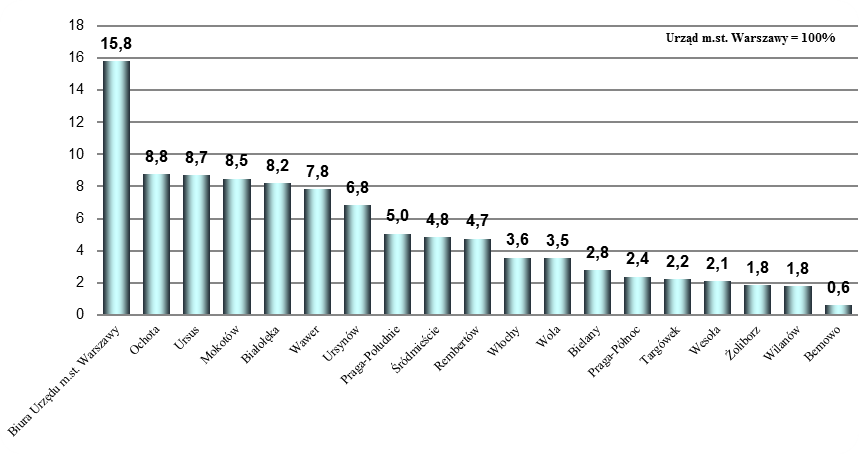 18
16
14
12
10
8
6
4
2
0
Urząd m.st. Warszawy = 100%
15,8
8,8
8,7
8,5
8,2
7,8
6,8
5,0
4,8
4,7
3,6
3,5
2,8
2,4
2,2
2,1
1,8
1,8
0,6
Biura Urzędu m.st. Warszawy
Ochota
Ursus
Mokotów
Białołęka
Wawer
Ursynów
Praga-Południe
Śródmieście
Rembertów
Włochy
Wola
Bielany
Praga-Północ
Targówek
Wesoła
Żoliborz
Wilanów
Bemowo